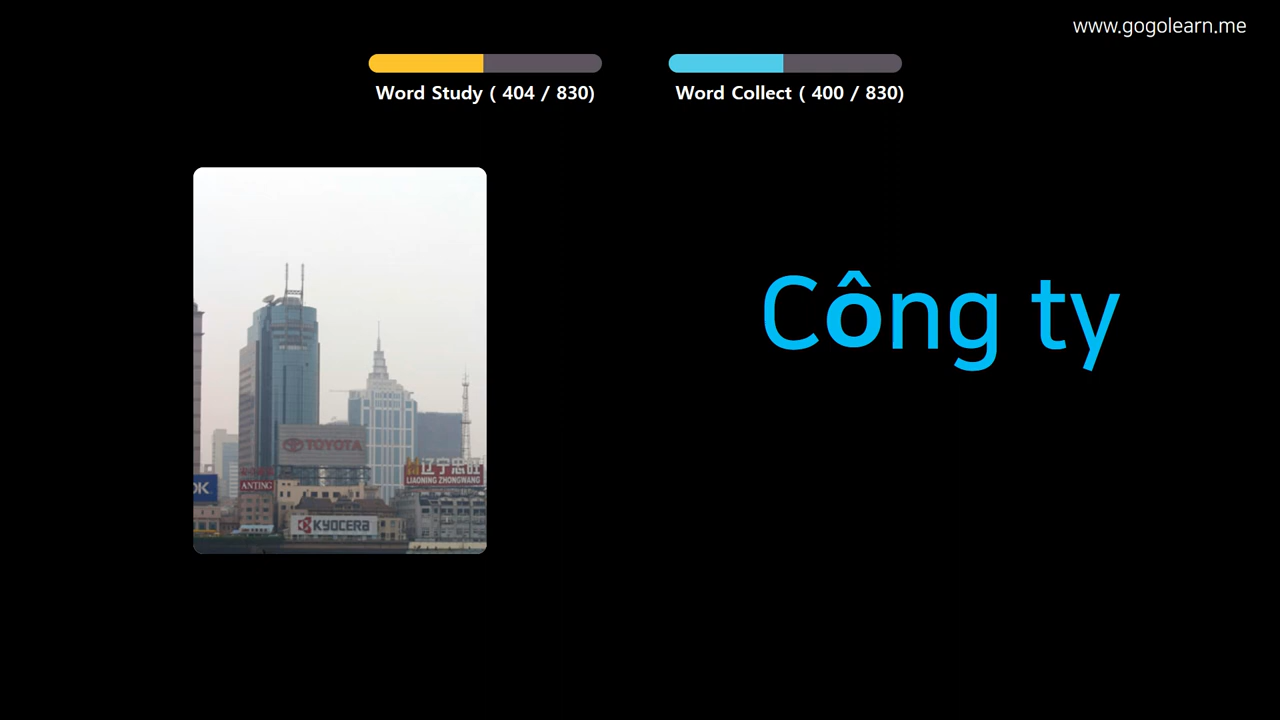 www.gogolearn.me
Word Study ( 404 / 830)
Word Collect ( 400 / 830)
Công ty
TOYOTA
辽宁忠旺
LIAONING ZHONGWANG
ANTING
KYOCERA